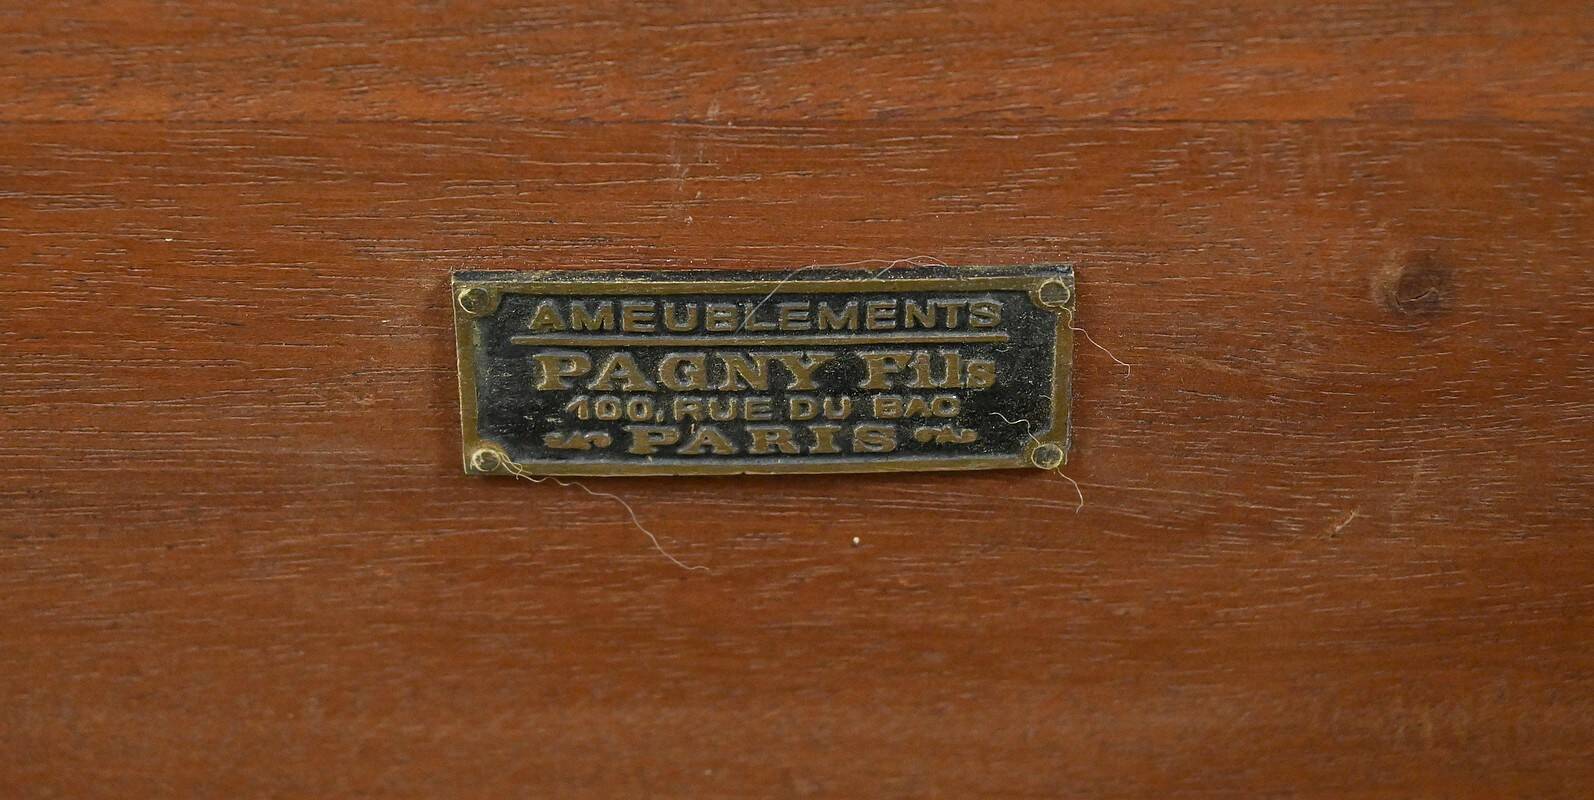 AMEUBLEMENTS
PAGNY Fils
100, RUE DU BAC
PARIS